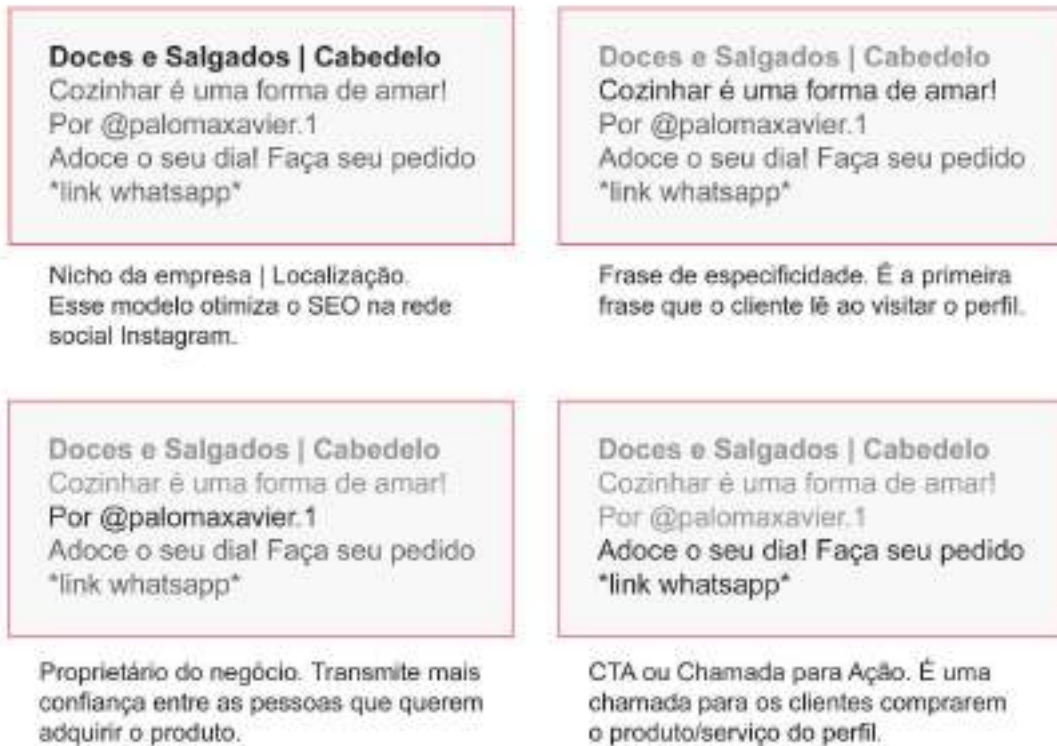 Doces e Salgados | Cabedelo
Cozinhar é uma forma de amar!
Por @palomaxavier.1
Adoce o seu dia! Faça seu pedido
*link whatsapp*
Nicho da empresa | Localização.
Esse modelo otimiza o SEO na rede
social Instagram.
Doces e Salgados | Cabedelo
Cozinhar é uma forma de amar!
Por @palomaxavier.1
Adoce o seu dia! Faça seu pedido
*link whatsapp*
Frase de especificidade. É a primeira
frase que o cliente lê ao visitar o perfil.
Doces e Salgados | Cabedelo
Cozinhar é uma forma de amar!
Por @palomaxavier.1
Adoce o seu dia! Faça seu pedido
*link whatsapp*
Proprietário do negócio. Transmite mais
confiança entre as pessoas que querem
adquirir o produto.
Doces e Salgados | Cabedelo
Cozinhar é uma forma de amar!
Por @palomaxavier.1
Adoce o seu dia! Faça seu pedido
*link whatsapp*
CTA ou Chamada para Ação. É uma
chamada para os clientes comprarem
o produto/serviço do perfil.